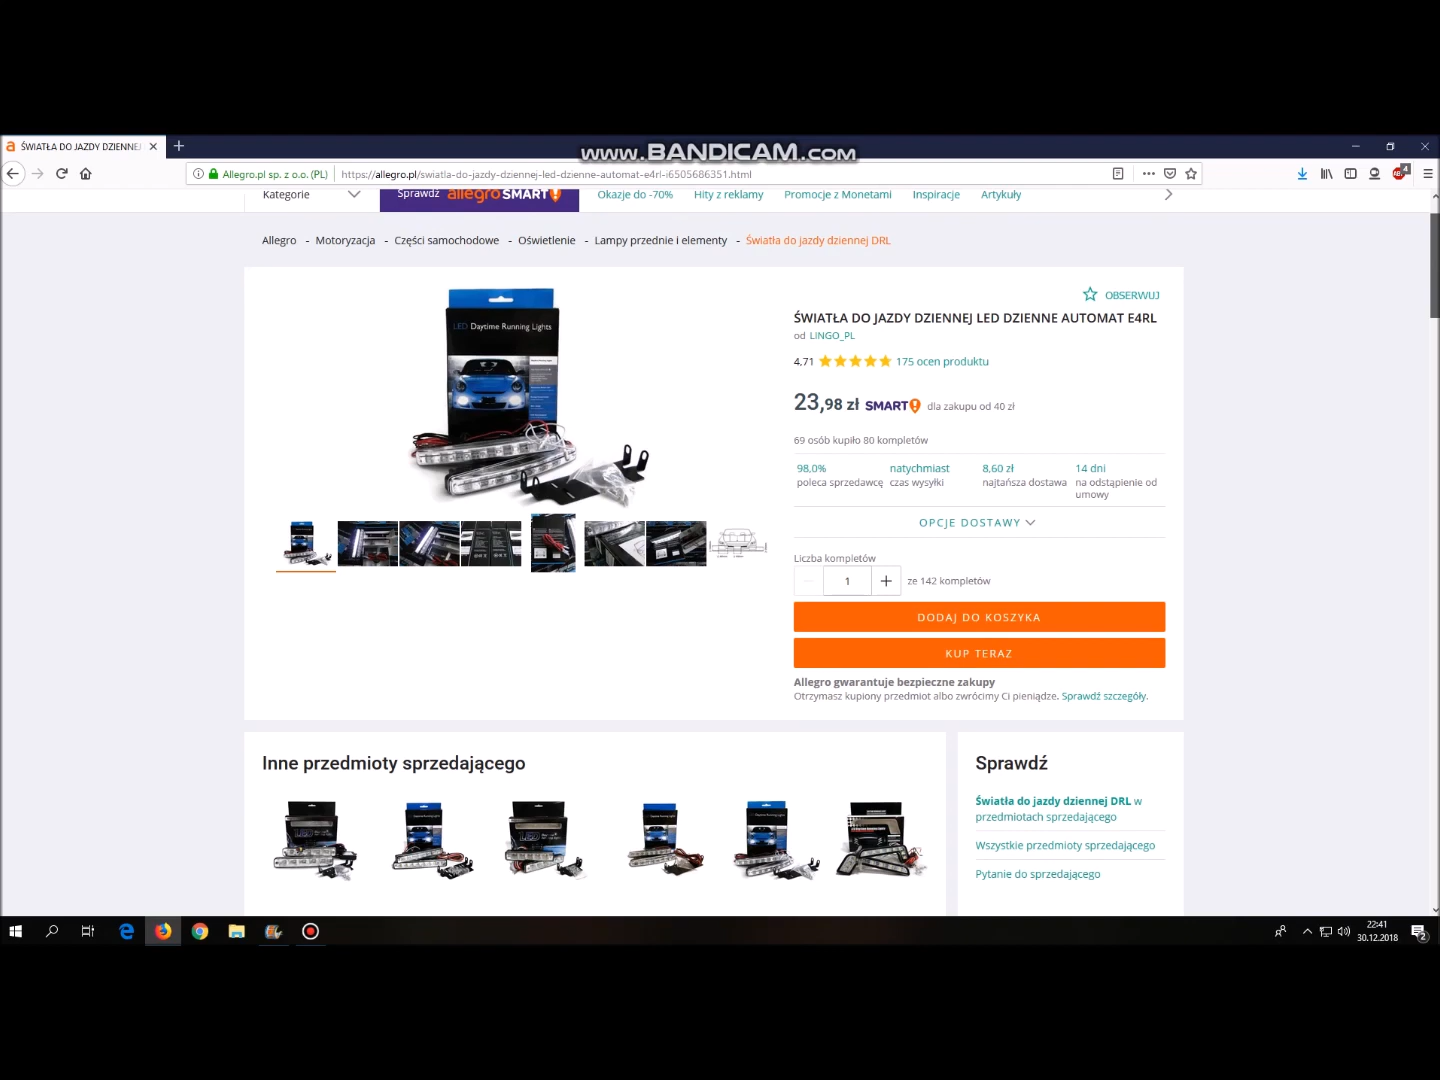 ŚWIATŁA DO JAZDY DZIENNEJ
www.BANDICAM.com
Allegro.pl sp. z o.o. (PL)
https://allegro.pl/swiatla-do-jazdy-dziennej-led-dzienne-automat-e4rl-i6505686351.html
4
Kategorie
Sprawdź allegro SMART!
Okazje do -70%
Hity z reklamy
Promocje z Monetami
Inspiracje
Artykuły
Allegro - Motoryzacja - Części samochodowe - Oświetlenie - Lampy przednie i elementy - Światła do jazdy dziennej DRL
LED Daytime Running Lights
OBSERWUJ
ŚWIATŁA DO JAZDY DZIENNEJ LED DZIENNE AUTOMAT E4RL
od LINGO_PL
4,71 175 ocen produktu
23,98 zł SMART! dla zakupu od 40 zł
69 osób kupiło 80 kompletów
98,0% natychmiast 8,60 zł 14 dni
poleca sprzedawcę czas wysyłki najtańsza dostawa na odstąpienie od
umowy
OPCJE DOSTAWY
Liczba kompletów
− 1 + ze 142 kompletów
DODAJ DO KOSZYKA
KUP TERAZ
Allegro gwarantuje bezpieczne zakupy
Otrzymasz kupiony przedmiot albo zwrócimy Ci pieniądze. Sprawdź szczegóły.
Inne przedmioty sprzedającego
Sprawdź
Światła do jazdy dziennej DRL w
przedmiotach sprzedającego
Wszystkie przedmioty sprzedającego
Pytanie do sprzedającego
22:41
30.12.2018
2